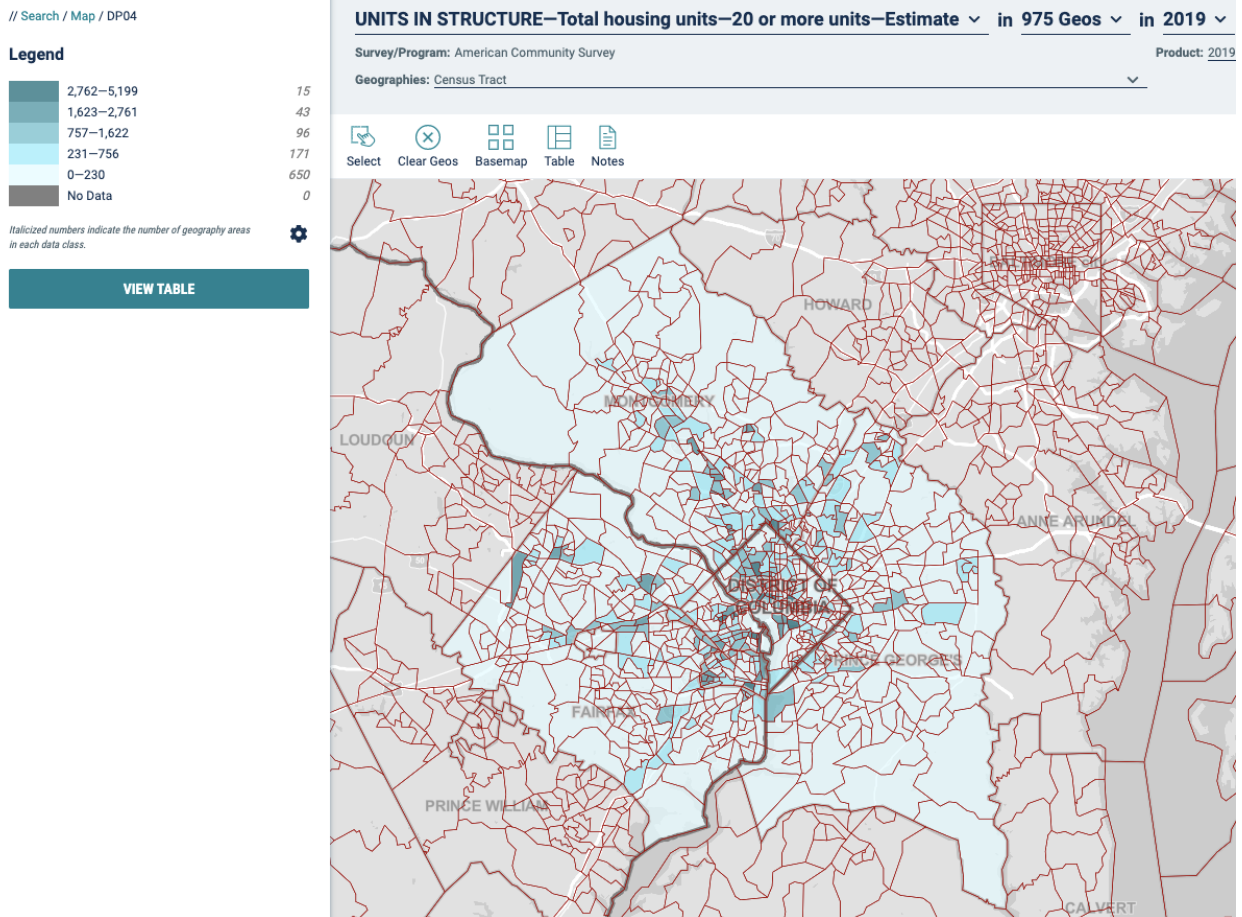 // Search / Map / DP04
Legend
2,762–5,199 15
1,623–2,761 43
757–1,622 96
231–756 171
0–230 650
No Data 0
Italicized numbers indicate the number of geography areas
in each data class.
VIEW TABLE
UNITS IN STRUCTURE—Total housing units—20 or more units—Estimate in 975 Geos in 2019
Survey/Program: American Community Survey Product: 2019
Geographies: Census Tract
Select Clear Geos Basemap Table Notes
HOWARD
MONTGOMERY
LOUDOUN
ANNE ARUNDEL
DISTRICT OF
COLUMBIA
PRINCE GEORGE'S
FAIRFAX
PRINCE WILLIAM
CALVERT